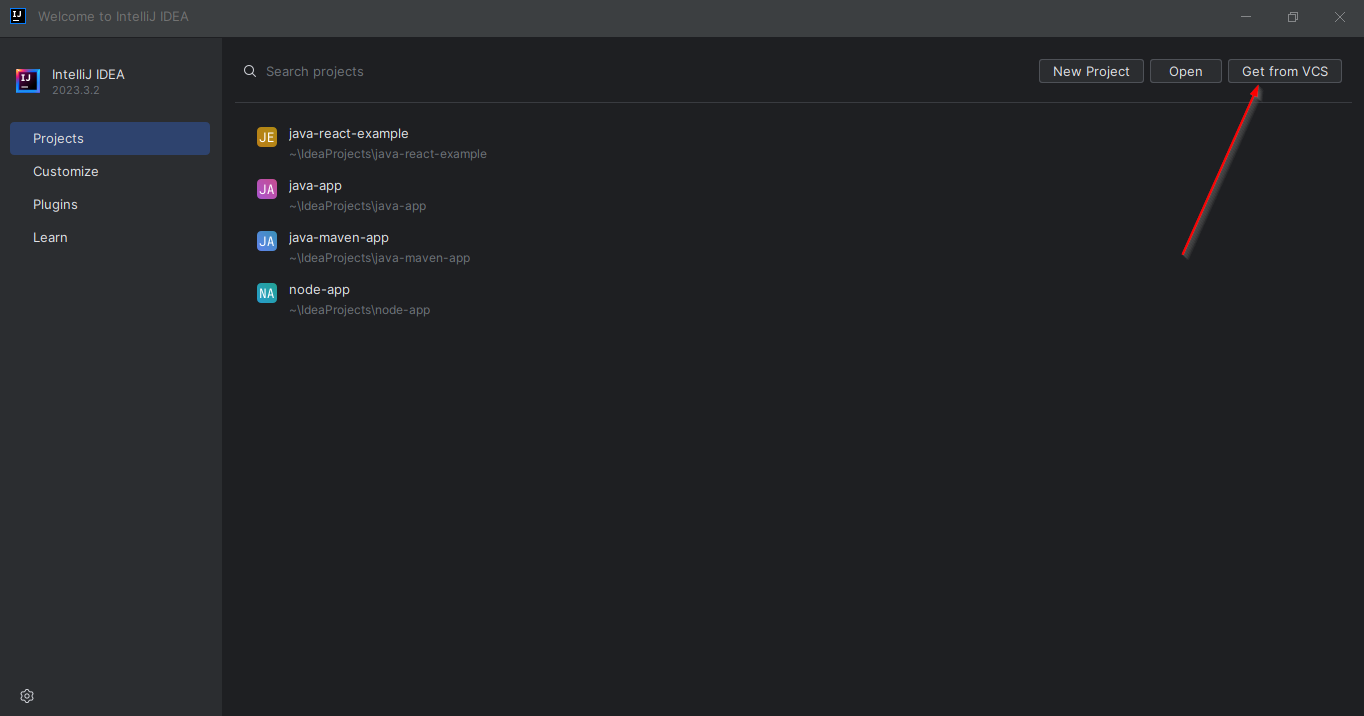 IJ Welcome to IntelliJ IDEA
IJ IntelliJ IDEA
2023.3.2
Projects
Customize
Plugins
Learn
Search projects
New Project Open Get from VCS
JE java-react-example
~\IdeaProjects\java-react-example
JA java-app
~\IdeaProjects\java-app
JA java-maven-app
~\IdeaProjects\java-maven-app
NA node-app
~\IdeaProjects\node-app